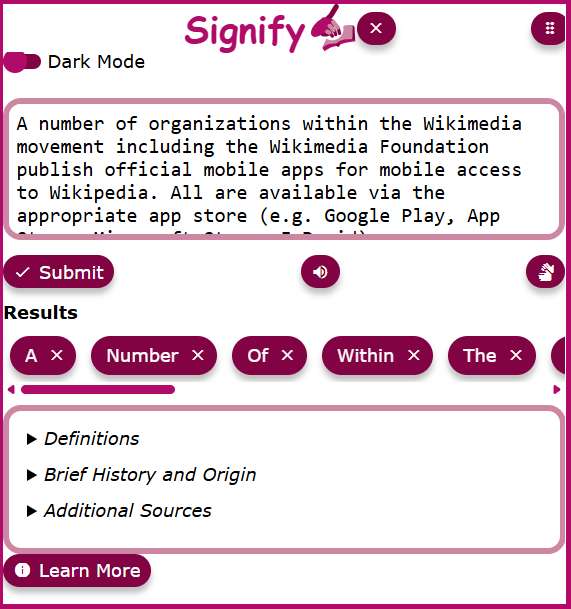 Signify
Dark Mode
A number of organizations within the Wikimedia
movement including the Wikimedia Foundation
publish official mobile apps for mobile access
to Wikipedia. All are available via the
appropriate app store (e.g. Google Play, App
Submit
Results
A × Number × Of × Within × The ×
Definitions
Brief History and Origin
Additional Sources
Learn More